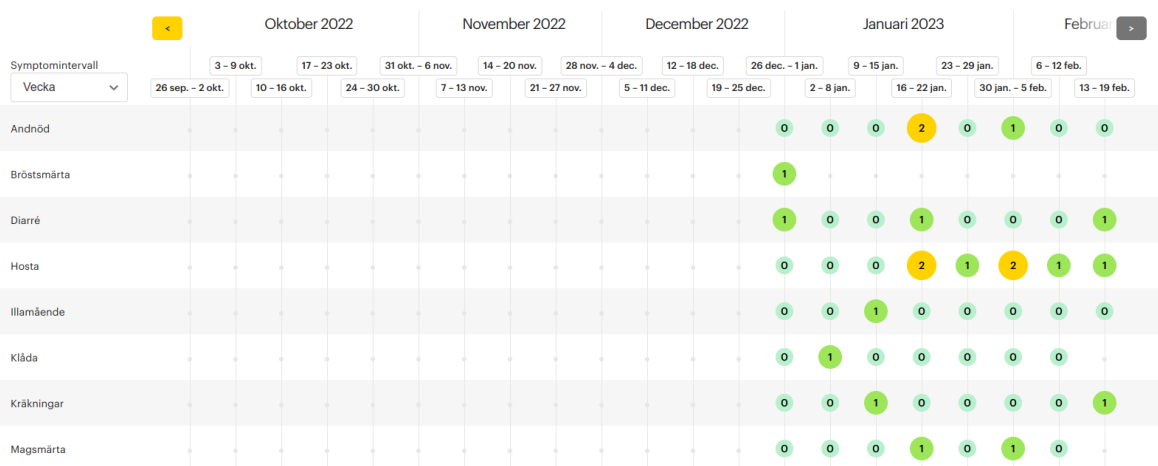 <
Oktober 2022
November 2022
December 2022
Januari 2023
Februar
>
Symptomintervall
3 – 9 okt.
17 – 23 okt.
31 okt. – 6 nov.
14 – 20 nov.
28 nov. – 4 dec.
12 – 18 dec.
26 dec. – 1 jan.
9 – 15 jan.
23 – 29 jan.
6 – 12 feb.
Vecka
26 sep. – 2 okt.
10 – 16 okt.
24 – 30 okt.
7 – 13 nov.
21 – 27 nov.
5 – 11 dec.
19 – 25 dec.
2 – 8 jan.
16 – 22 jan.
30 jan. – 5 feb.
13 – 19 feb.
Andnöd 0 0 0 2 0 1 0 0
Bröstsmärta 1
Diarré 1 0 0 1 0 0 0 1
Hosta 0 0 0 2 1 2 1 1
Illamående 0 0 1 0 0 0 0 0
Klåda 0 1 0 0 0 0 0
Kräkningar 0 0 1 0 0 0 0 1
Magsmärta 0 0 0 1 0 1 0